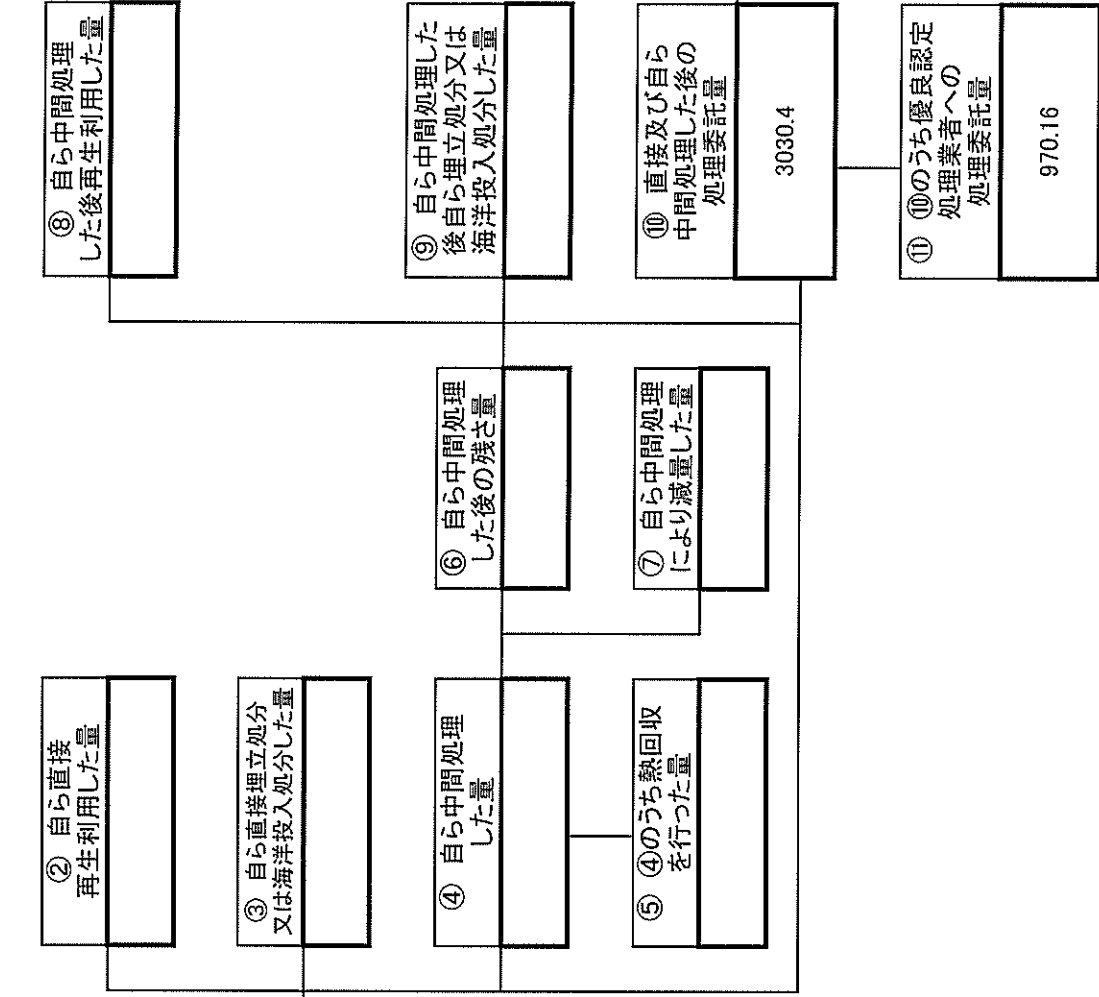 ② 自ら直接
再生利用した量
③ 自ら直接埋立処分
又は海洋投入処分した量
④ 自ら中間処理
した量
⑤ ④のうち熱回収
を行った量
⑥ 自ら中間処理
した後の残さ量
⑦ 自ら中間処理
により減量した量
⑧ 自ら中間処理
した後再生利用した量
⑨ 自ら中間処理した
後自ら埋立処分又は
海洋投入処分した量
⑩ 直接及び自ら
中間処理した後の
処理委託量
3030.4
⑪ ⑩のうち優良認定
処理業者への
処理委託量
970.16